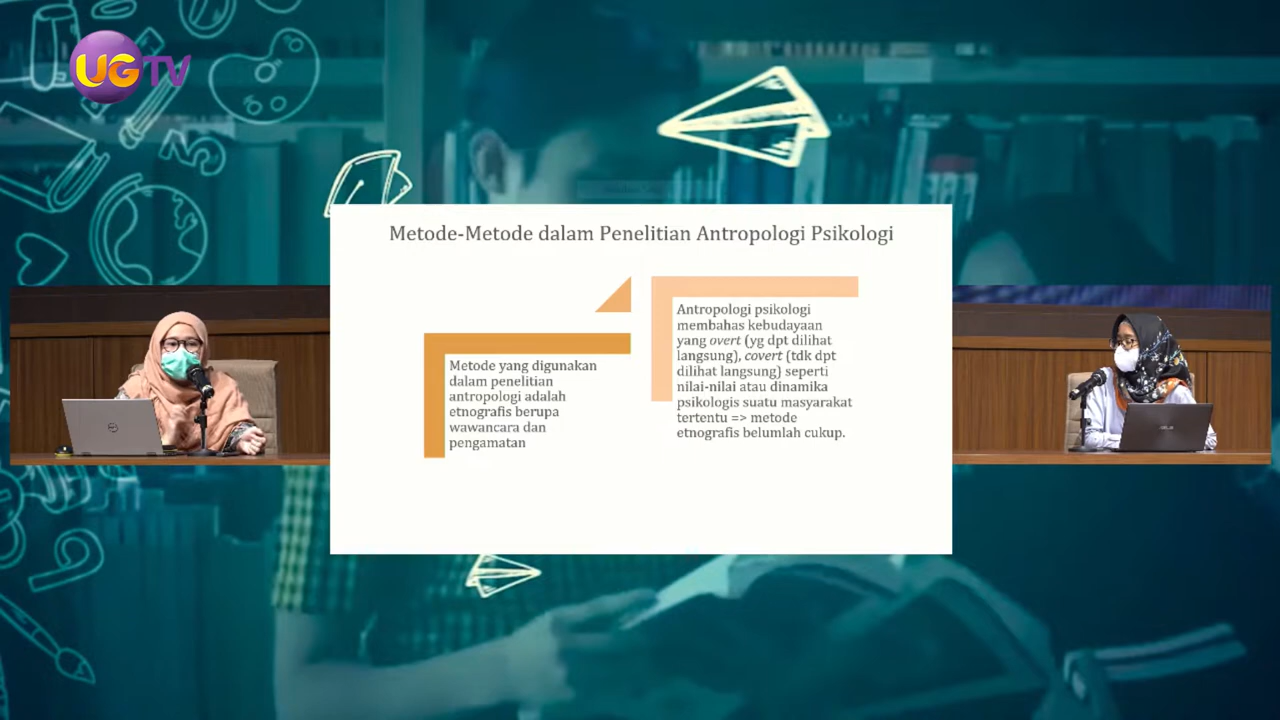 UGTV
Metode-Metode dalam Penelitian Antropologi Psikologi
Metode yang digunakan
dalam penelitian
antropologi adalah
etnografis berupa
wawancara dan
pengamatan
Antropologi psikologi
membahas kebudayaan
yang overt (yg dpt dilihat
langsung), covert (tdk dpt
dilihat langsung) seperti
nilai-nilai atau dinamika
psikologis suatu masyarakat
tertentu => metode
etnografis belumlah cukup.